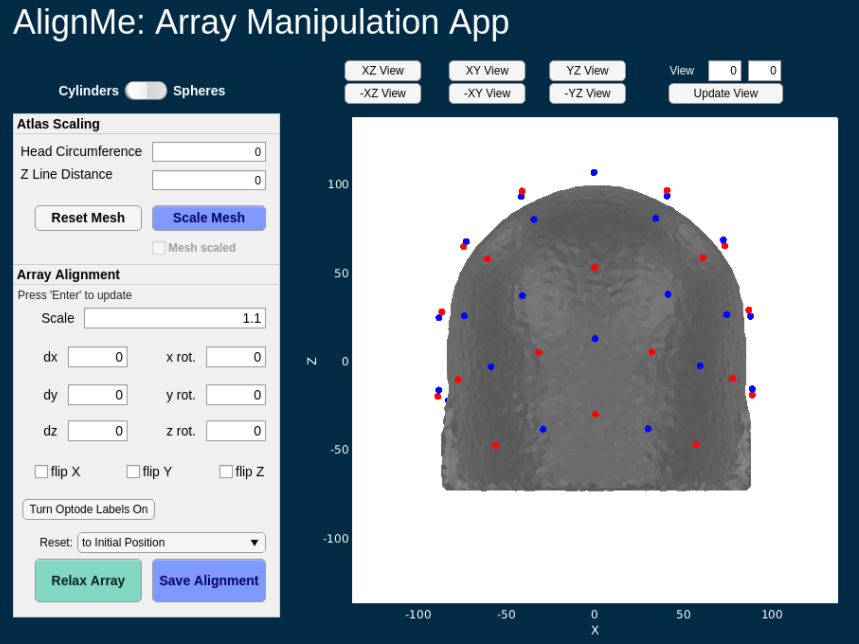 AlignMe: Array Manipulation App
XZ View
XY View
YZ View
View
0
0
-XZ View
-XY View
-YZ View
Update View
Cylinders
Spheres
Atlas Scaling
Head Circumference
0
Z Line Distance
0
Reset Mesh
Scale Mesh
Mesh scaled
Array Alignment
Press 'Enter' to update
Scale
1.1
dx
0
x rot.
0
dy
0
y rot.
0
dz
0
z rot.
0
flip X
flip Y
flip Z
Turn Optode Labels On
Reset:
to Initial Position
Relax Array
Save Alignment
100
50
0
-50
-100
Z
-100
-50
0
50
100
X